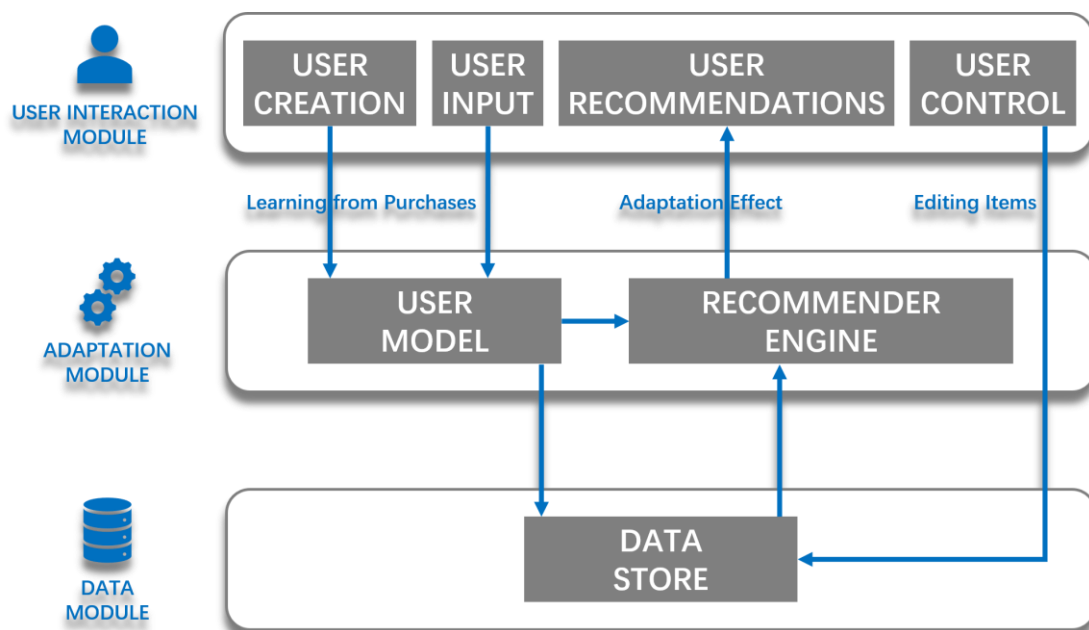 USER INTERACTION
MODULE
USER
CREATION
USER
INPUT
USER
RECOMMENDATIONS
USER
CONTROL
Learning from Purchases
Adaptation Effect
Editing Items
ADAPTATION
MODULE
USER
MODEL
RECOMMENDER
ENGINE
DATA
MODULE
DATA
STORE